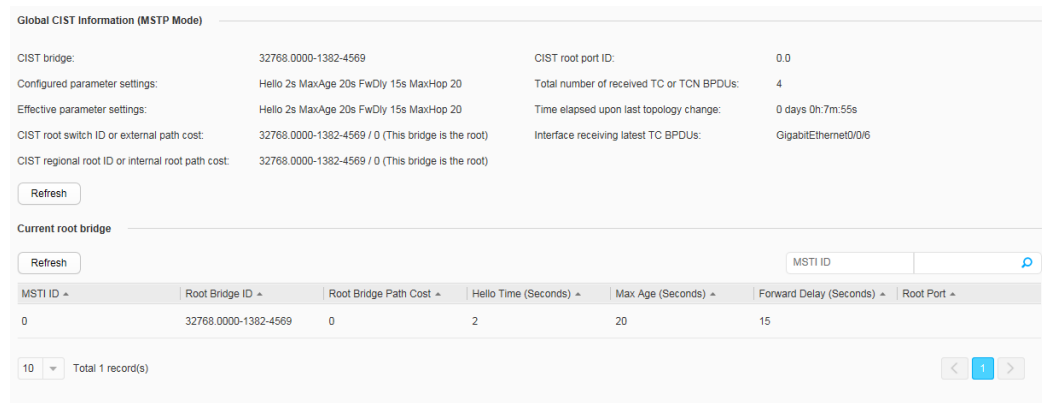 Global CIST Information (MSTP Mode)
CIST bridge: 32768.0000-1382-4569 CIST root port ID: 0.0
Configured parameter settings: Hello 2s MaxAge 20s FwDly 15s MaxHop 20 Total number of received TC or TCN BPDUs: 4
Effective parameter settings: Hello 2s MaxAge 20s FwDly 15s MaxHop 20 Time elapsed upon last topology change: 0 days 0h:7m:55s
CIST root switch ID or external path cost: 32768.0000-1382-4569 / 0 (This bridge is the root) Interface receiving latest TC BPDUs: GigabitEthernet0/0/6
CIST regional root ID or internal root path cost: 32768.0000-1382-4569 / 0 (This bridge is the root)
Refresh
Current root bridge
Refresh MSTI ID
MSTI ID Root Bridge ID Root Bridge Path Cost Hello Time (Seconds) Max Age (Seconds) Forward Delay (Seconds) Root Port
0 32768.0000-1382-4569 0 2 20 15
10 Total 1 record(s) 1